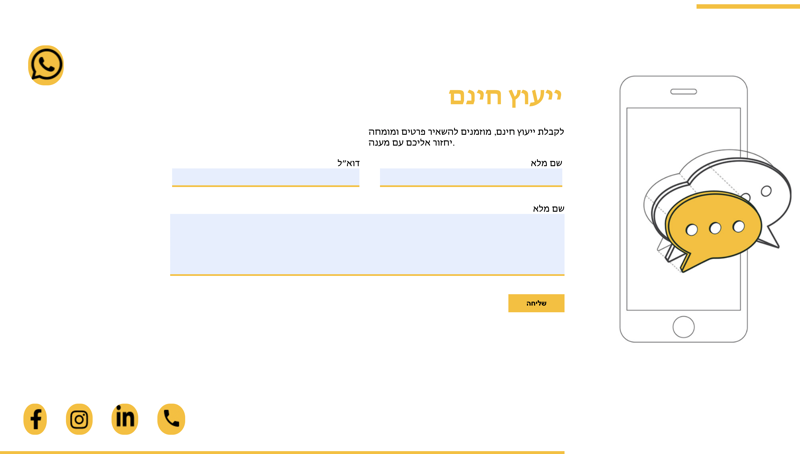 ייעוץ חינם
לקבלת ייעוץ חינם, מוזמנים להשאיר פרטים ומומחה
יחזור אליכם עם מענה.
שם מלא
דוא״ל
שם מלא
שליחה